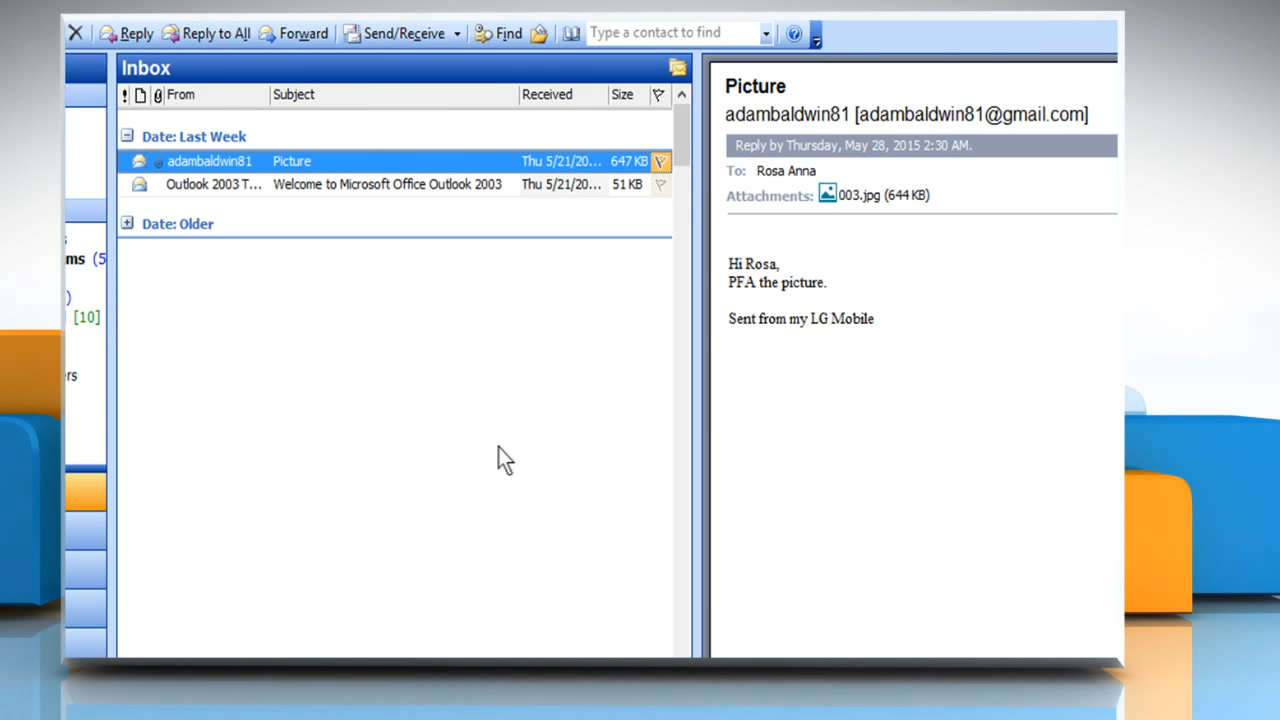 Reply Reply to All Forward Send/Receive Find Type a contact to find
Inbox
! From Subject Received Size
Date: Last Week
adambaldwin81 Picture Thu 5/21/20... 647 KB
Outlook 2003 T... Welcome to Microsoft Office Outlook 2003 Thu 5/21/20... 51 KB
Date: Older
ms (5
)
[10]
rs
Picture
adambaldwin81 [adambaldwin81@gmail.com]
Reply by Thursday, May 28, 2015 2:30 AM.
To: Rosa Anna
Attachments: 003.jpg (644 KB)
Hi Rosa,
PFA the picture.
Sent from my LG Mobile